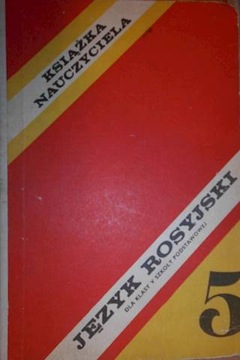 KSIĄŻKA
NAUCZYCIELA
JĘZYK ROSYJSKI
DLA KLASY V SZKOŁY PODSTAWOWEJ
5